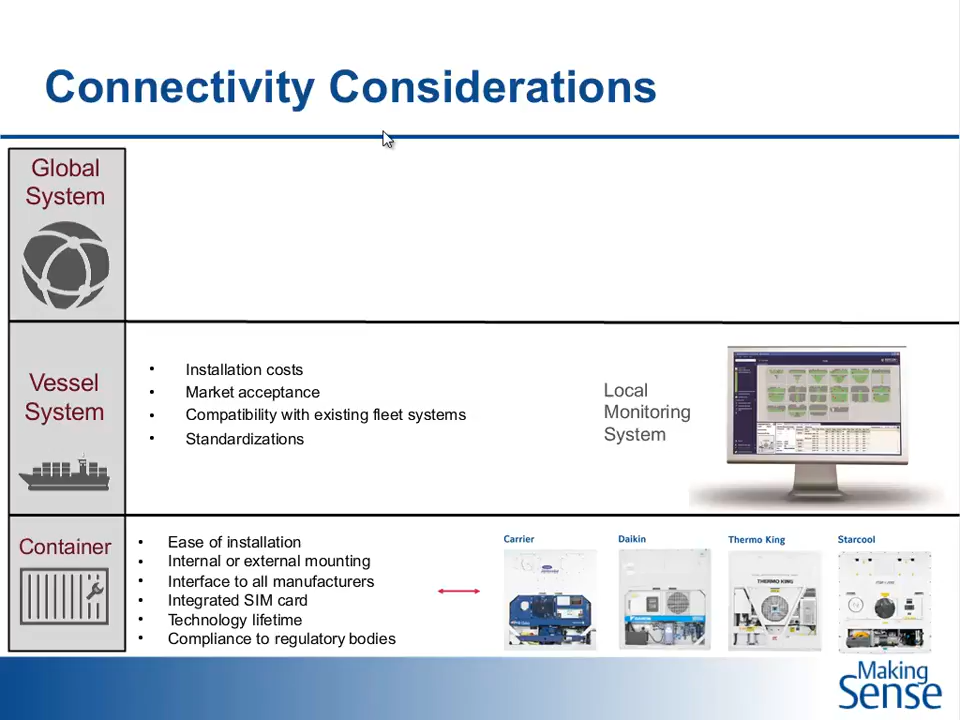 Connectivity Considerations
Global
System
Vessel
System
• Installation costs
• Market acceptance
• Compatibility with existing fleet systems
• Standardizations
Local
Monitoring
System
Container
• Ease of installation
• Internal or external mounting
• Interface to all manufacturers
• Integrated SIM card
• Technology lifetime
• Compliance to regulatory bodies
Carrier
Daikin
Thermo King
Starcool
THERMO KING
DAIKIN
Making
Sense